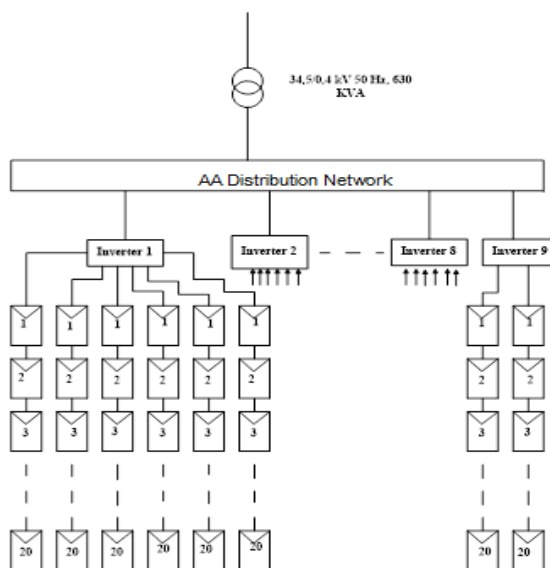 34,5/0,4 kV 50 Hz, 630
KVA
AA Distribution Network
Inverter 1
Inverter 2
Inverter 8
Inverter 9
1 1 1 1 1 1 1 1
2 2 2 2 2 2 2 2
3 3 3 3 3 3 3 3
20 20 20 20 20 20 20 20